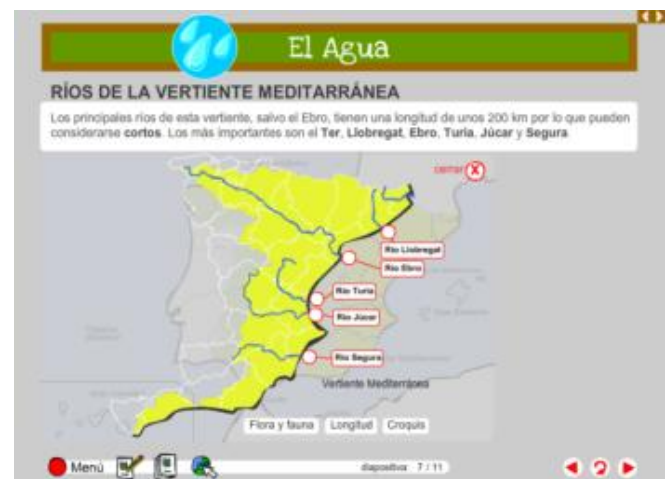 El Agua
RÍOS DE LA VERTIENTE MEDITARRÁNEA
Los principales ríos de esta vertiente, salvo el Ebro, tienen una longitud de unos 200 km por lo que pueden
considerarse cortos. Los más importantes son el Ter, Llobregat, Ebro, Turia, Júcar y Segura
cerrar X
Río Llobregat
Río Ebro
Río Turia
Río Júcar
Río Segura
Vertiente Mediterránea
Flora y fauna Longitud Croquis
Menú
diapositiva 7 / 11